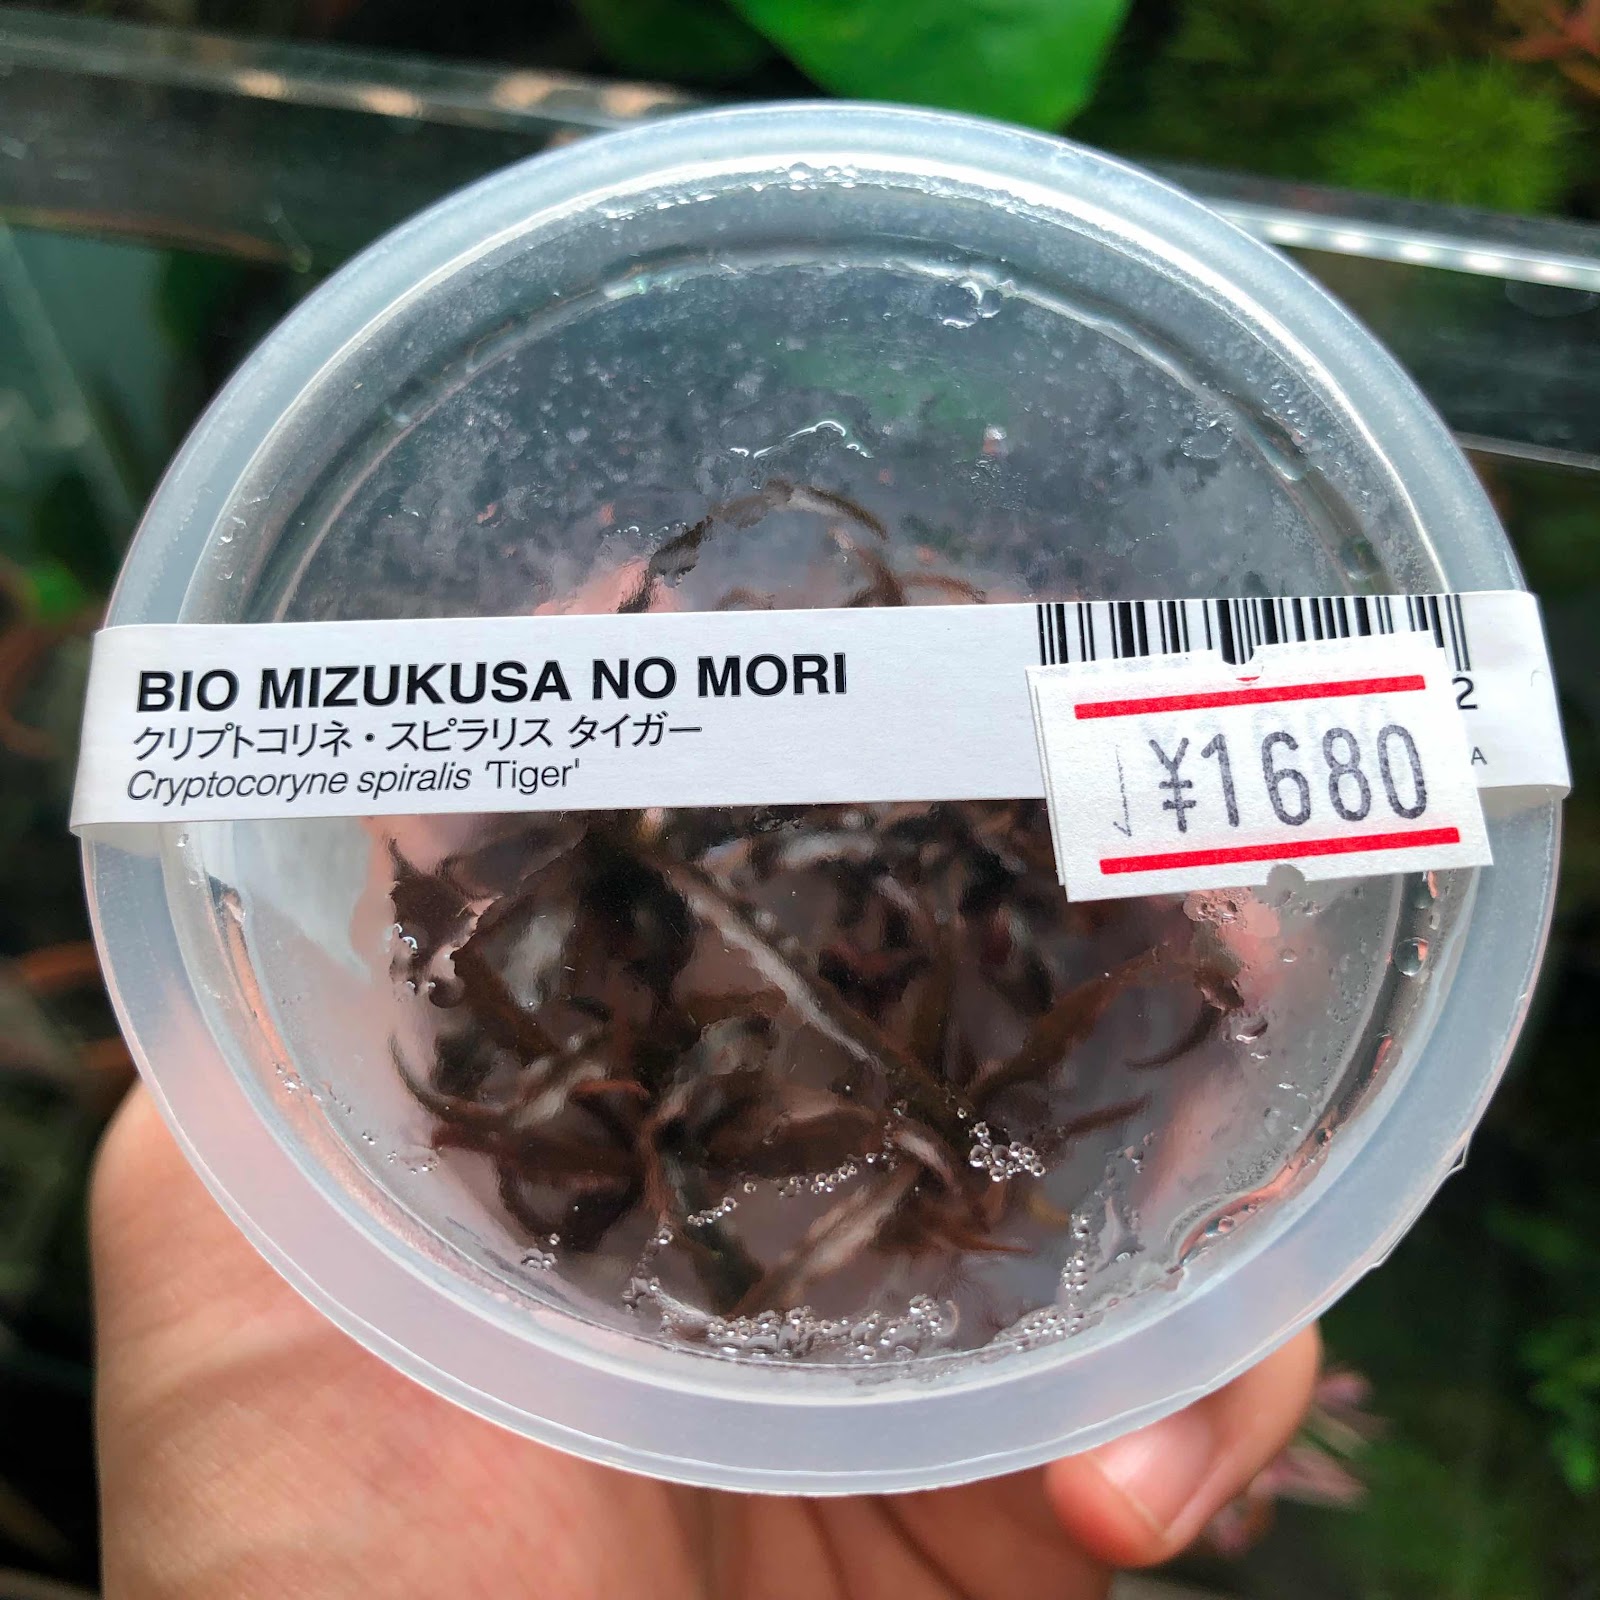 BIO MIZUKUSA NO MORI
クリプトコリネ・スピラリス タイガー
Cryptocoryne spiralis 'Tiger'
2
A
¥1680